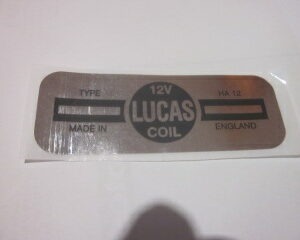 TYPE 12V HA 12
LUCAS
MADE IN COIL ENGLAND